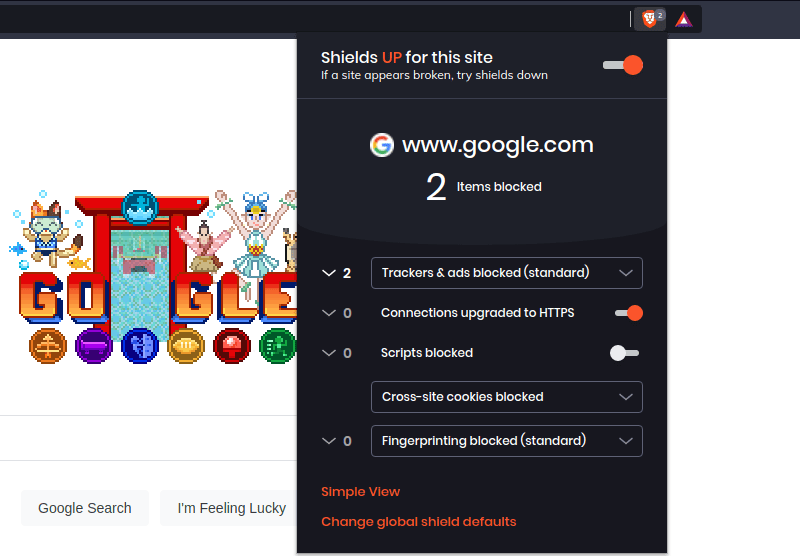 2
Shields UP for this site
If a site appears broken, try shields down
www.google.com
2 Items blocked
2 Trackers & ads blocked (standard)
0 Connections upgraded to HTTPS
0 Scripts blocked
Cross-site cookies blocked
0 Fingerprinting blocked (standard)
Simple View
Change global shield defaults
GOOGLE
Google Search
I'm Feeling Lucky